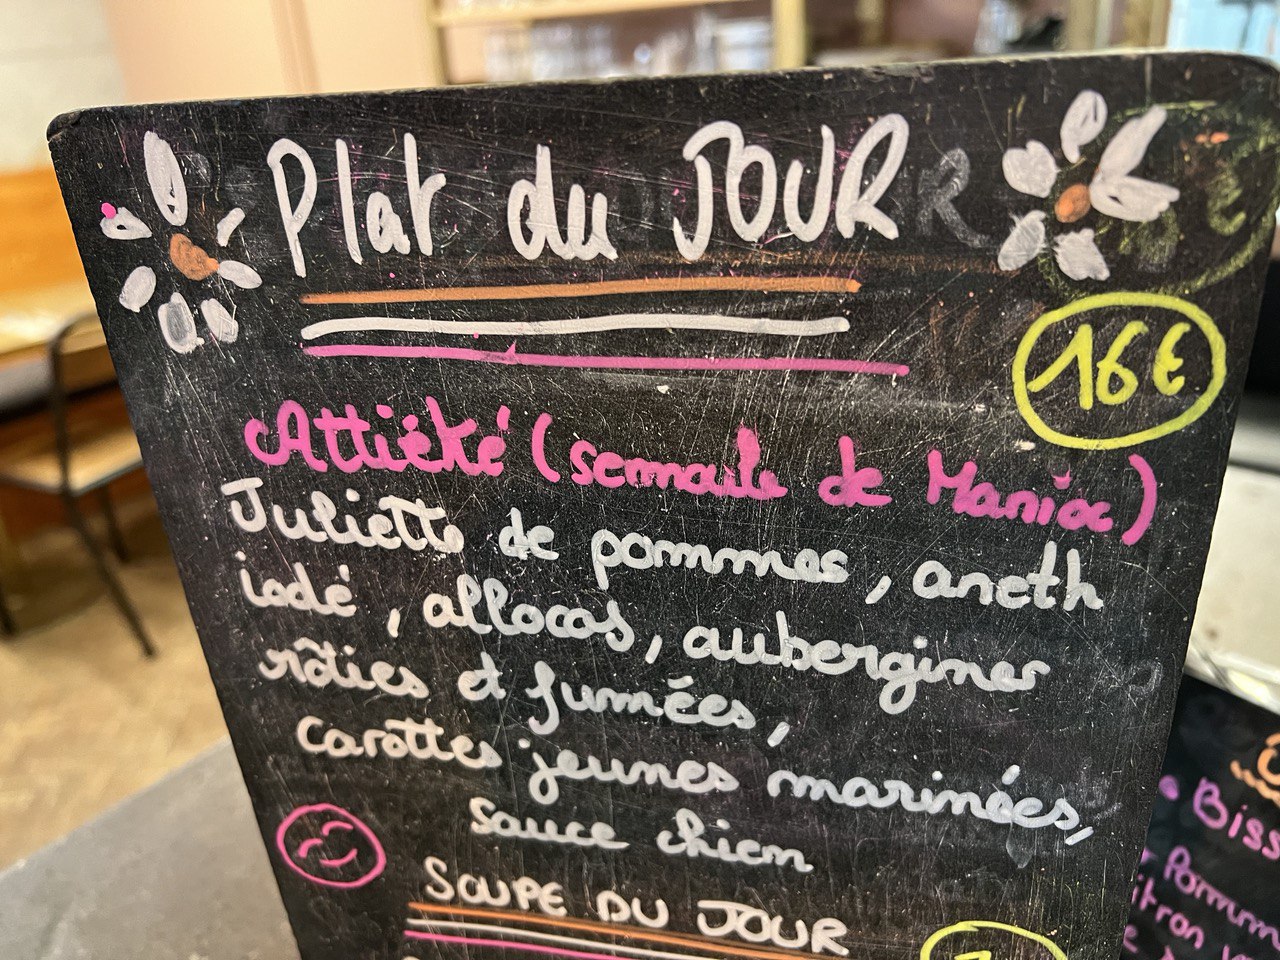 Plat du JOUR
16€
Attiéké (semoule de Manioc)
Juliette de pommes, aneth
iodé, allocos, aubergines
rôties et fumées,
Carottes jeunes marinées,
Sauce chien
SOUPE DU JOUR
Biss
Pomm
itron